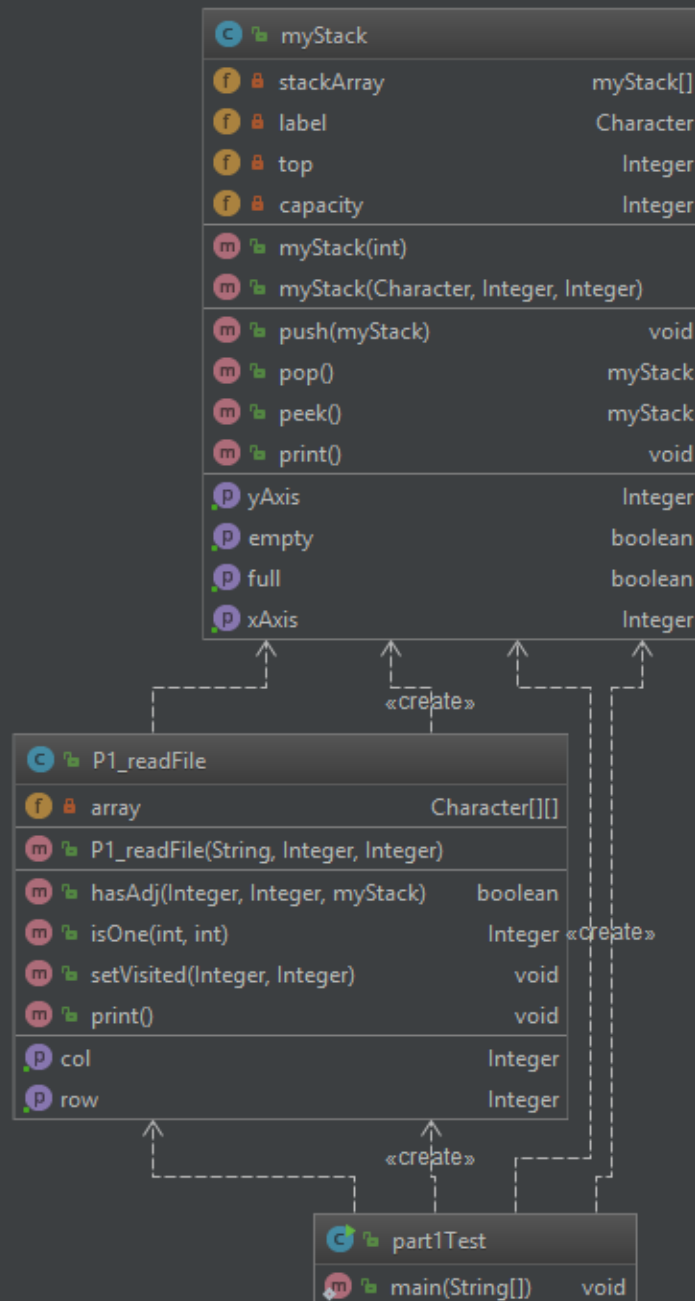 myStack
stackArray myStack[]
label Character
top Integer
capacity Integer
myStack(int)
myStack(Character, Integer, Integer)
push(myStack) void
pop() myStack
peek() myStack
print() void
yAxis Integer
empty boolean
full boolean
xAxis Integer
«create»
P1_readFile
array Character[][]
P1_readFile(String, Integer, Integer)
hasAdj(Integer, Integer, myStack) boolean
isOne(int, int) Integer
«create»
setVisited(Integer, Integer) void
print() void
col Integer
row Integer
«create»
part1Test
main(String[]) void